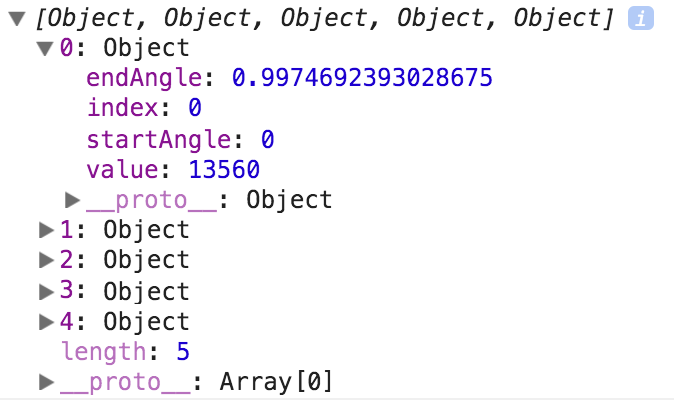 ▼ [Object, Object, Object, Object, Object] i
▼ 0: Object
endAngle: 0.9974692393028675
index: 0
startAngle: 0
value: 13560
▶ __proto__: Object
▶ 1: Object
▶ 2: Object
▶ 3: Object
▶ 4: Object
length: 5
▶ __proto__: Array[0]